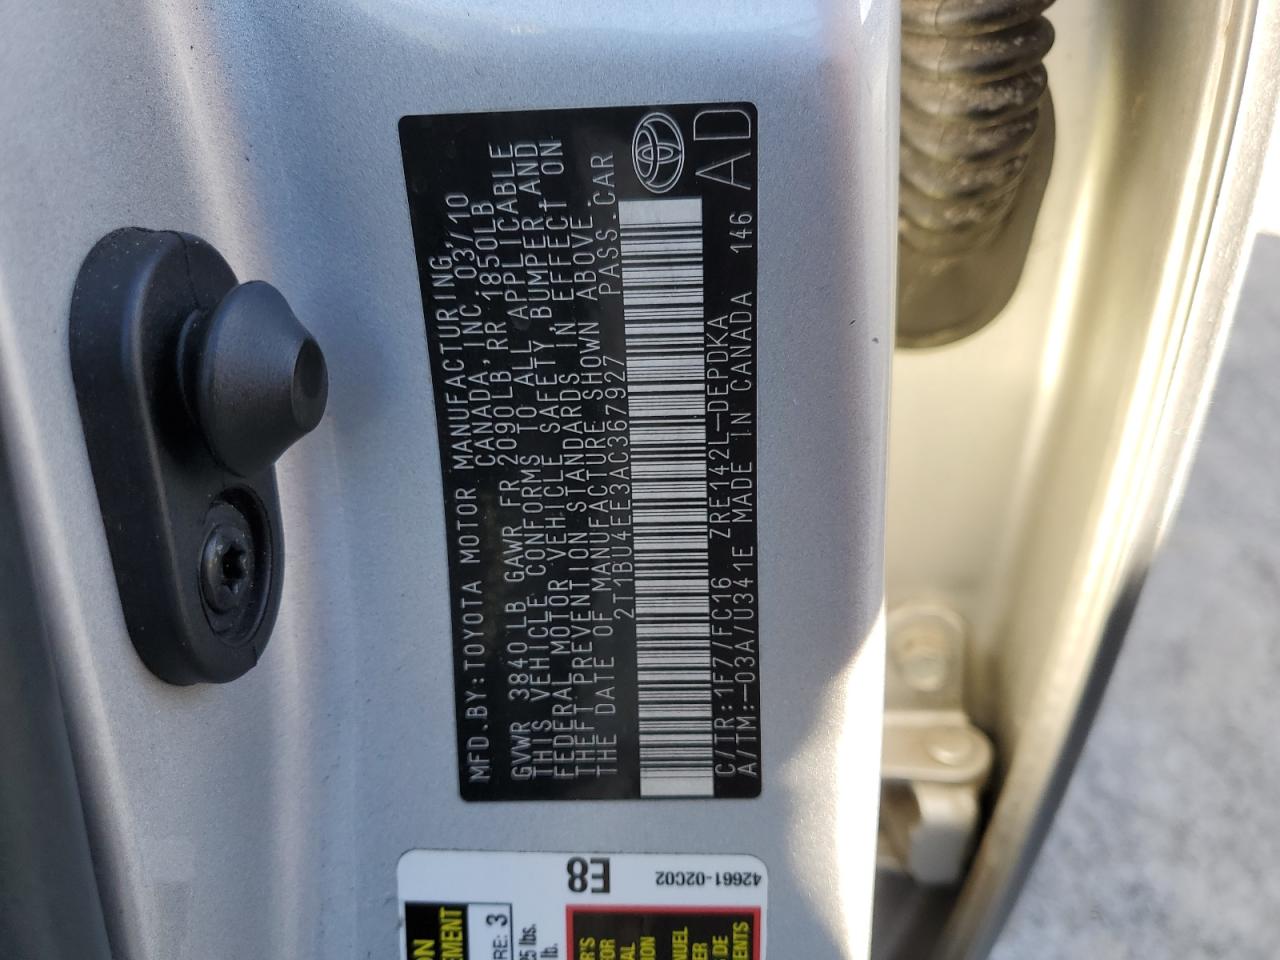 MFD.BY:TOYOTA MOTOR MANUFACTURING,
CANADA,INC. 03/10
GVWR 3840LB GAWR FR 2090LB,RR 1850LB
THIS VEHICLE CONFORMS TO ALL APPLICABLE
FEDERAL MOTOR VEHICLE SAFETY,BUMPER,AND
THEFT PREVENTION STANDARDS IN EFFECT ON
THE DATE OF MANUFACTURE SHOWN ABOVE.
2T1BU4EE3AC367927 PASS.CAR
C/TR:1F7/FC16 ZRE142L-DEPDKA
A/TM:-03A/U341E MADE IN CANADA 146 AD
E8
42661-02C02